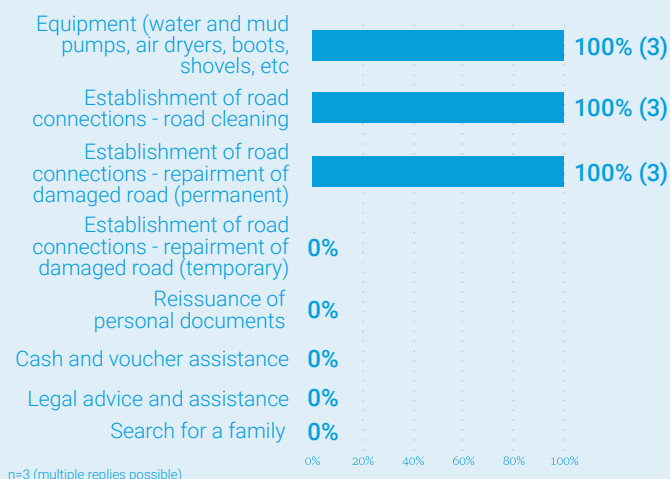 Equipment (water and mud
pumps, air dryers, boots,
shovels, etc
100% (3)
Establishment of road
connections - road cleaning
100% (3)
Establishment of road
connections - repairment of
damaged road (permanent)
100% (3)
Establishment of road
connections - repairment of
damaged road (temporary)
0%
Reissuance of
personal documents
0%
Cash and voucher assistance
0%
Legal advice and assistance
0%
Search for a family
0%
0% 20% 40% 60% 80% 100%
n=3 (multiple replies possible)